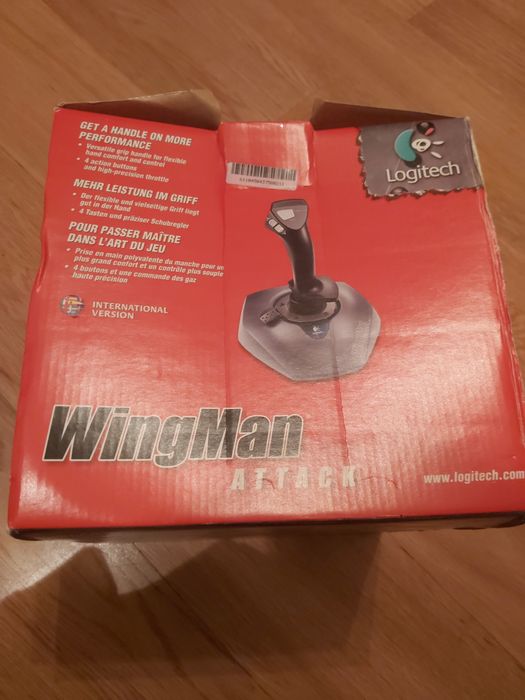 GET A HANDLE ON MORE
PERFORMANCE
• Versatile grip handle for flexible
hand comfort and control
• 4 action buttons
and high-precision throttle
MEHR LEISTUNG IM GRIFF
• Der flexible und vielseitige Griff liegt
gut in der Hand
• 4 Tasten und präziser Schubregler
POUR PASSER MAÎTRE
DANS L'ART DU JEU
• Prise en main polyvalente du manche pour un
plus grand confort et un contrôle plus souple
• 4 boutons et une commande des gaz
haute précision
INTERNATIONAL
VERSION
Logitech
WingMan
ATTACK
www.logitech.com